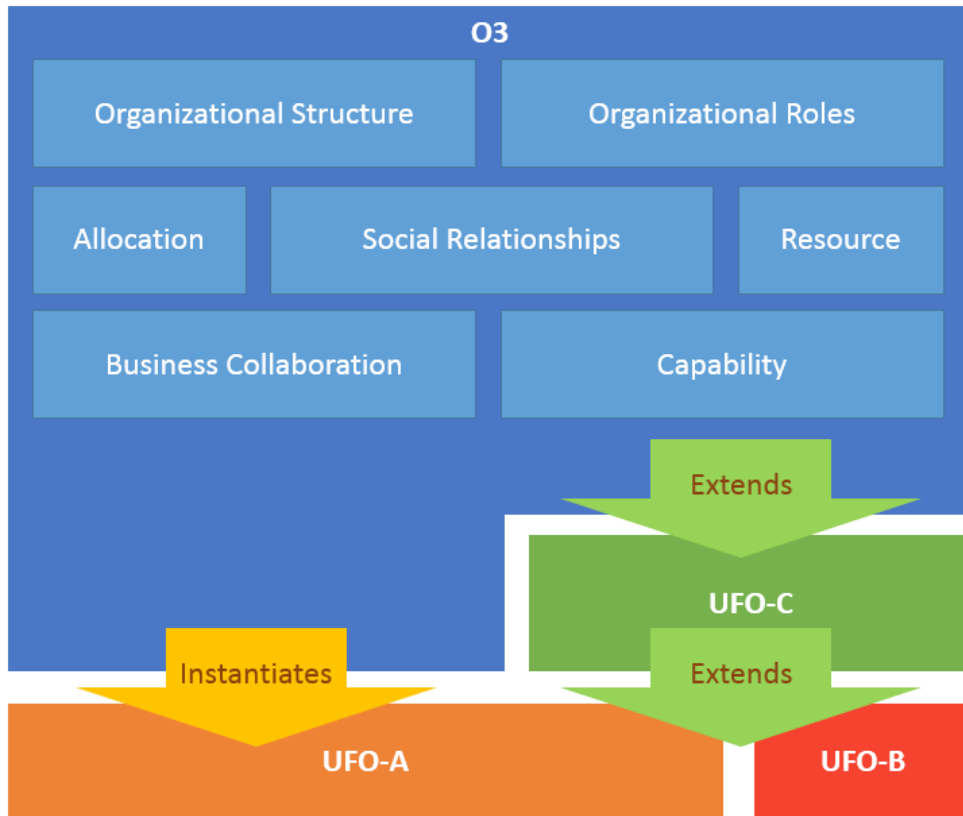 O3
Organizational Structure
Organizational Roles
Allocation
Social Relationships
Resource
Business Collaboration
Capability
Extends
UFO-C
Instantiates
Extends
UFO-A
UFO-B